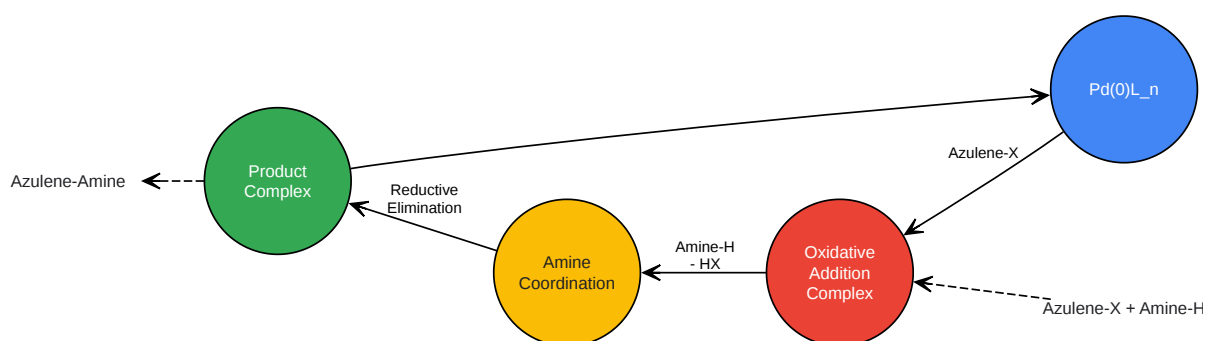 Pd(0)L_n
Azulene-X
Product
Complex
Azulene-Amine
Reductive
Elimination
Amine
Coordination
Amine-H
- HX
Oxidative
Addition
Complex
Azulene-X + Amine-H